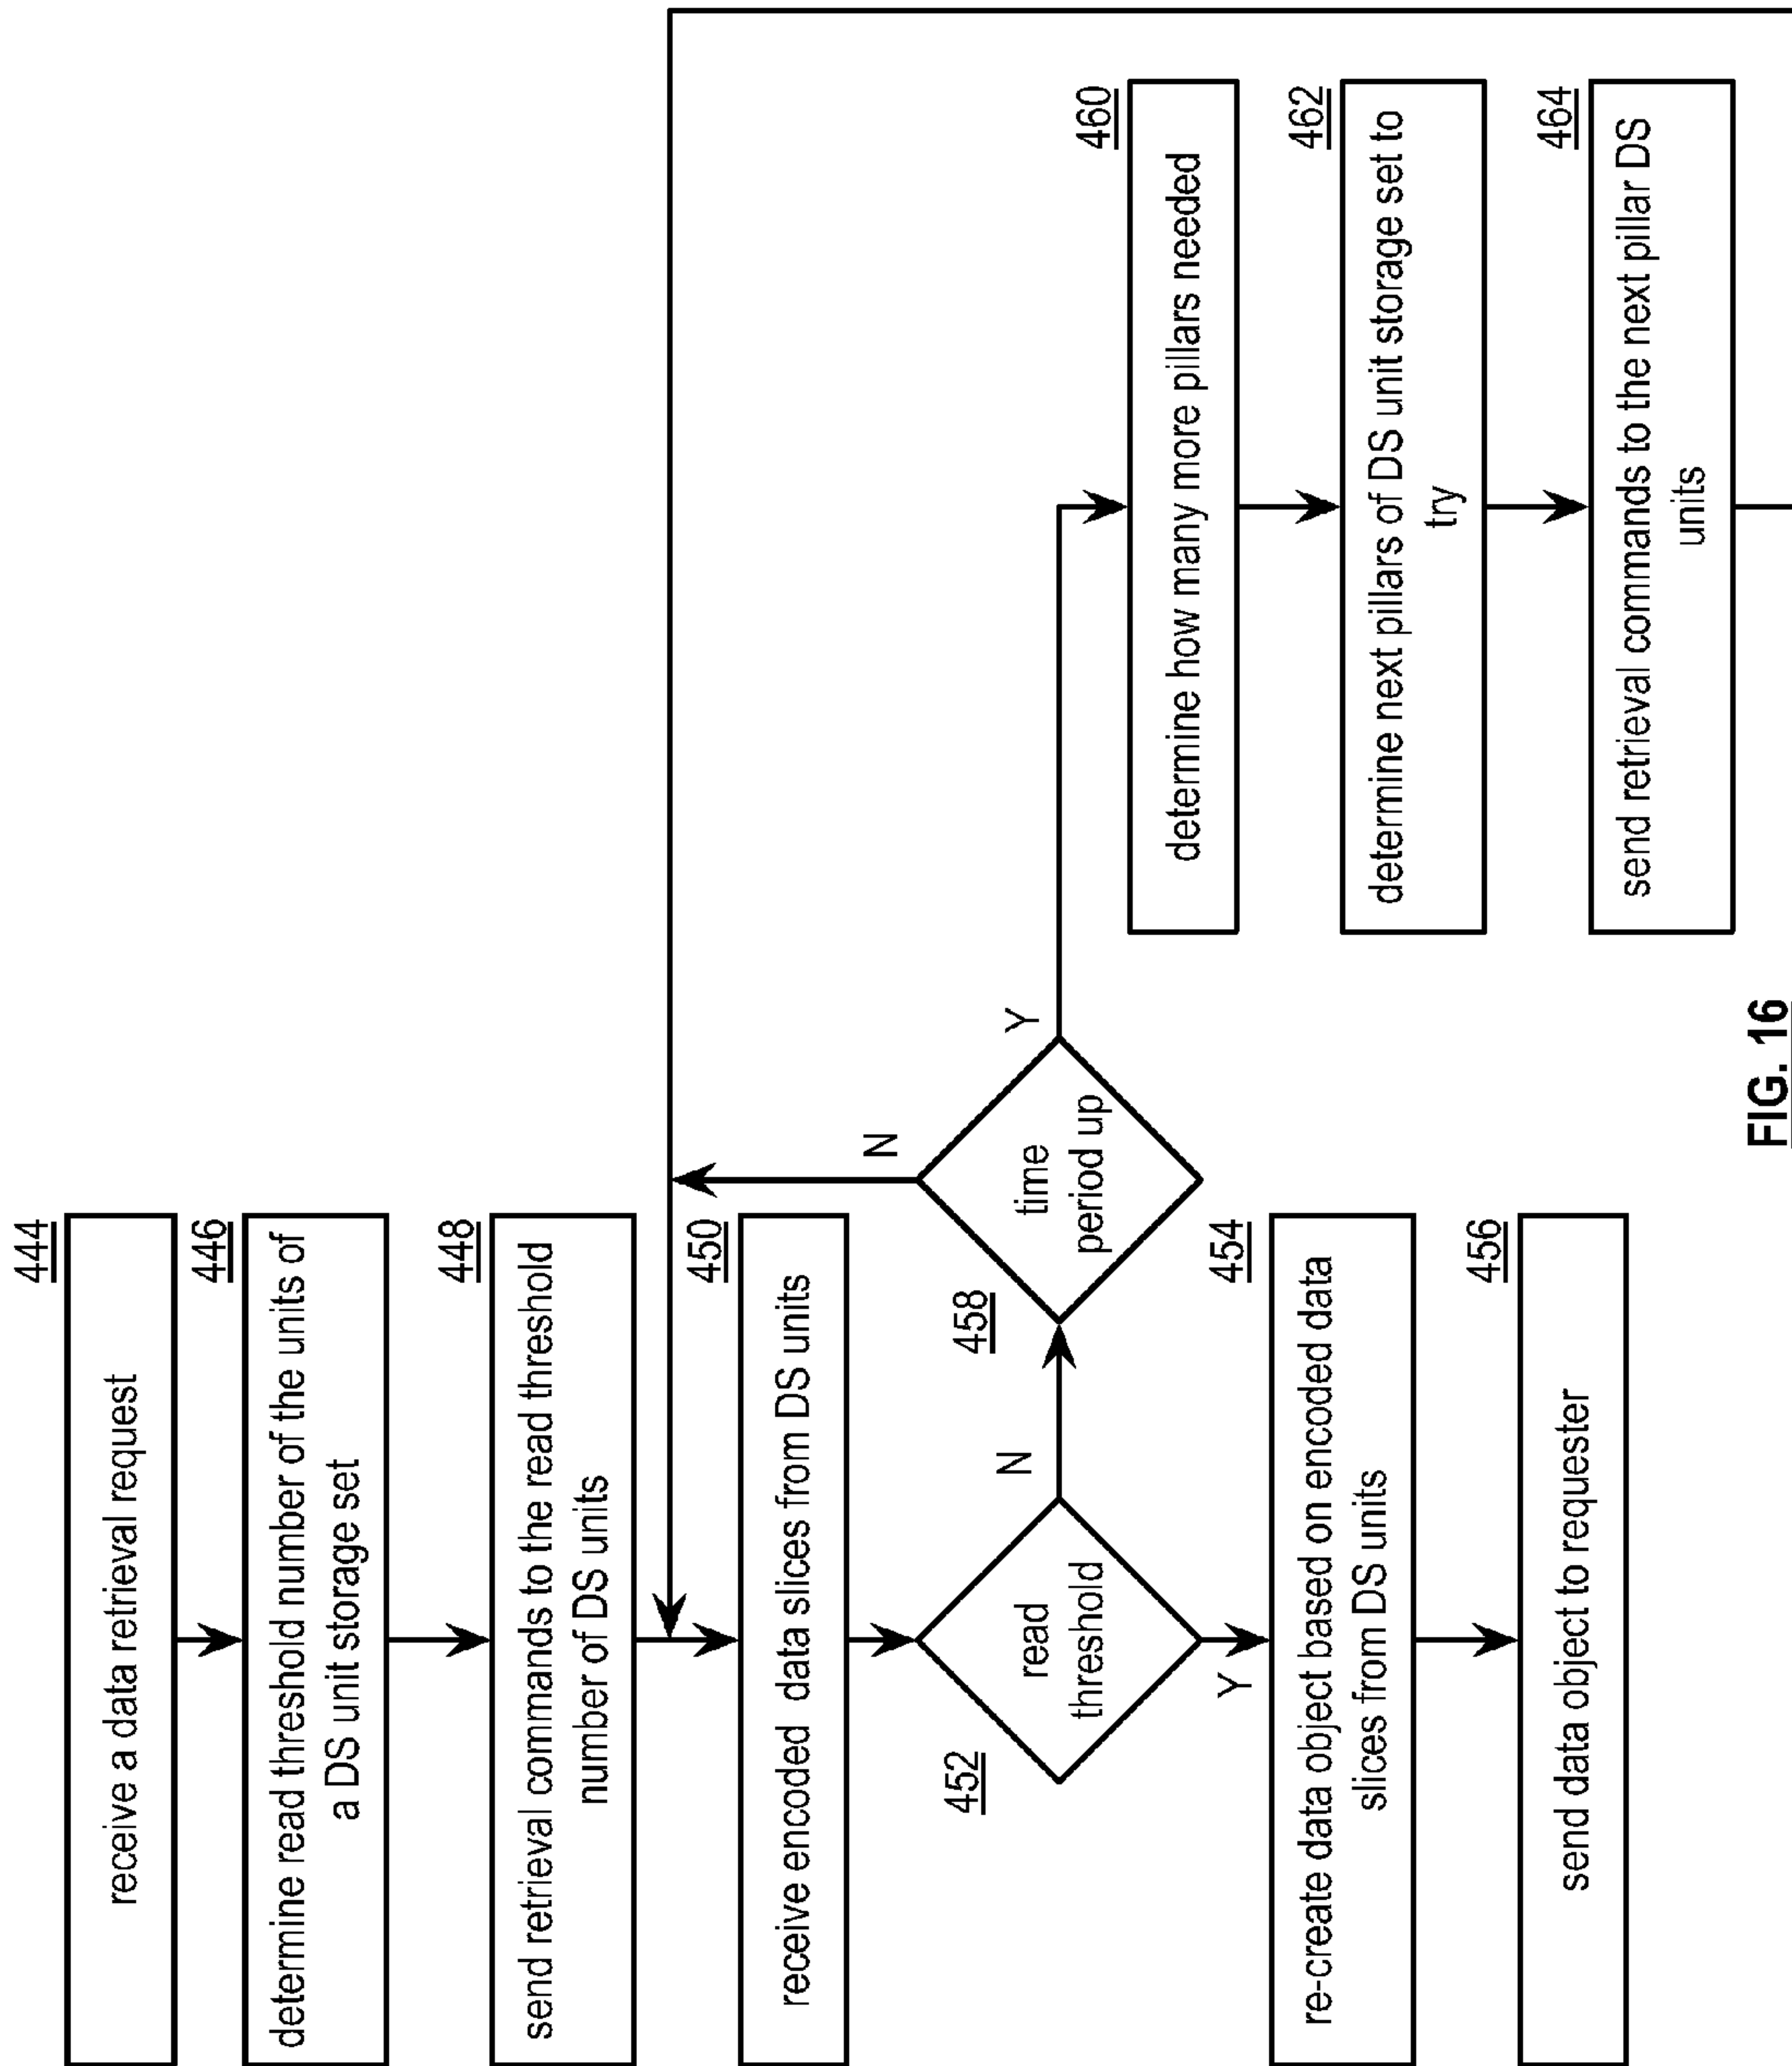 444
receive a data retrieval request
446
determine read threshold number of the units of
a DS unit storage set
448
send retrieval commands to the read threshold
number of DS units
450
receive encoded data slices from DS units
452
read
threshold
N
Y
454
re-create data object based on encoded data
slices from DS units
456
send data object to requester
458
time
period up
N
Y
460
determine how many more pillars needed
462
determine next pillars of DS unit storage set to
try
464
send retrieval commands to the next pillar DS
units
FIG. 16